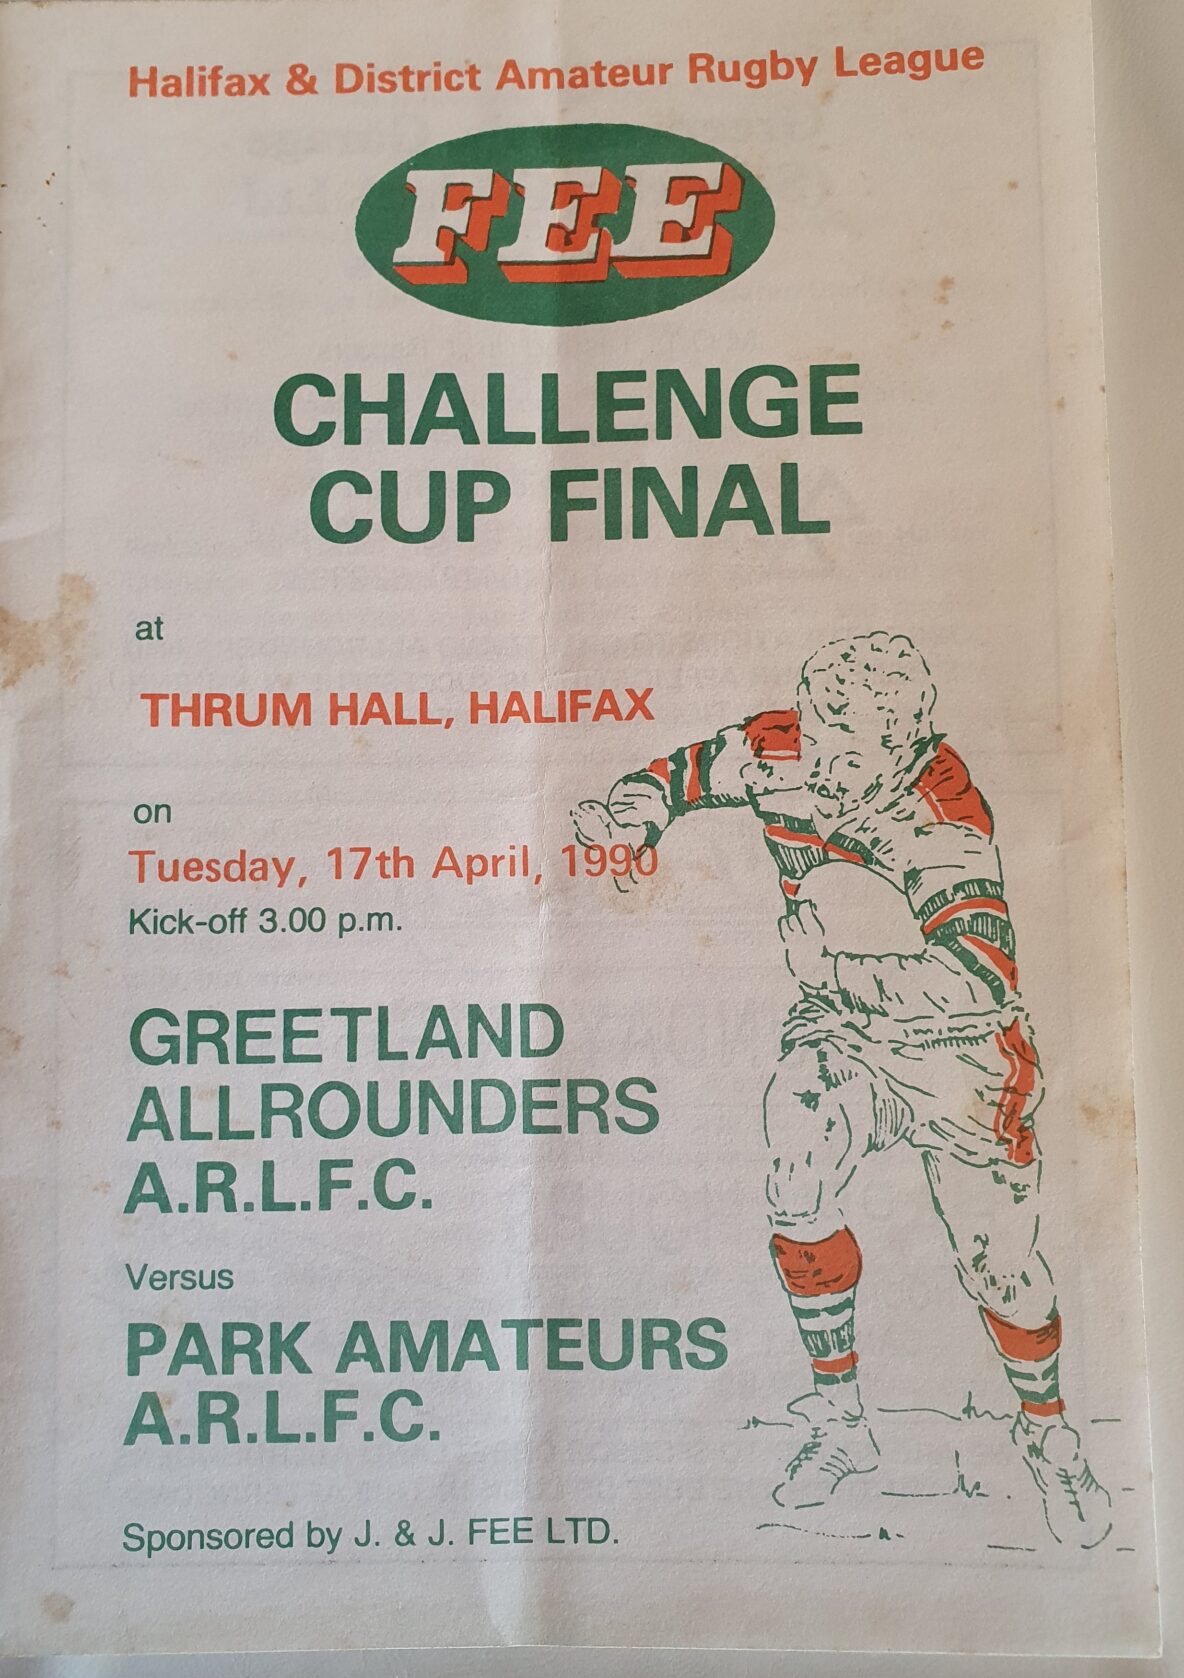 Halifax & District Amateur Rugby League
FEE
CHALLENGE
CUP FINAL
at
THRUM HALL, HALIFAX
on
Tuesday, 17th April, 1990
Kick-off 3.00 p.m.
GREETLAND
ALLROUNDERS
A.R.L.F.C.
Versus
PARK AMATEURS
A.R.L.F.C.
Sponsored by J. & J. FEE LTD.